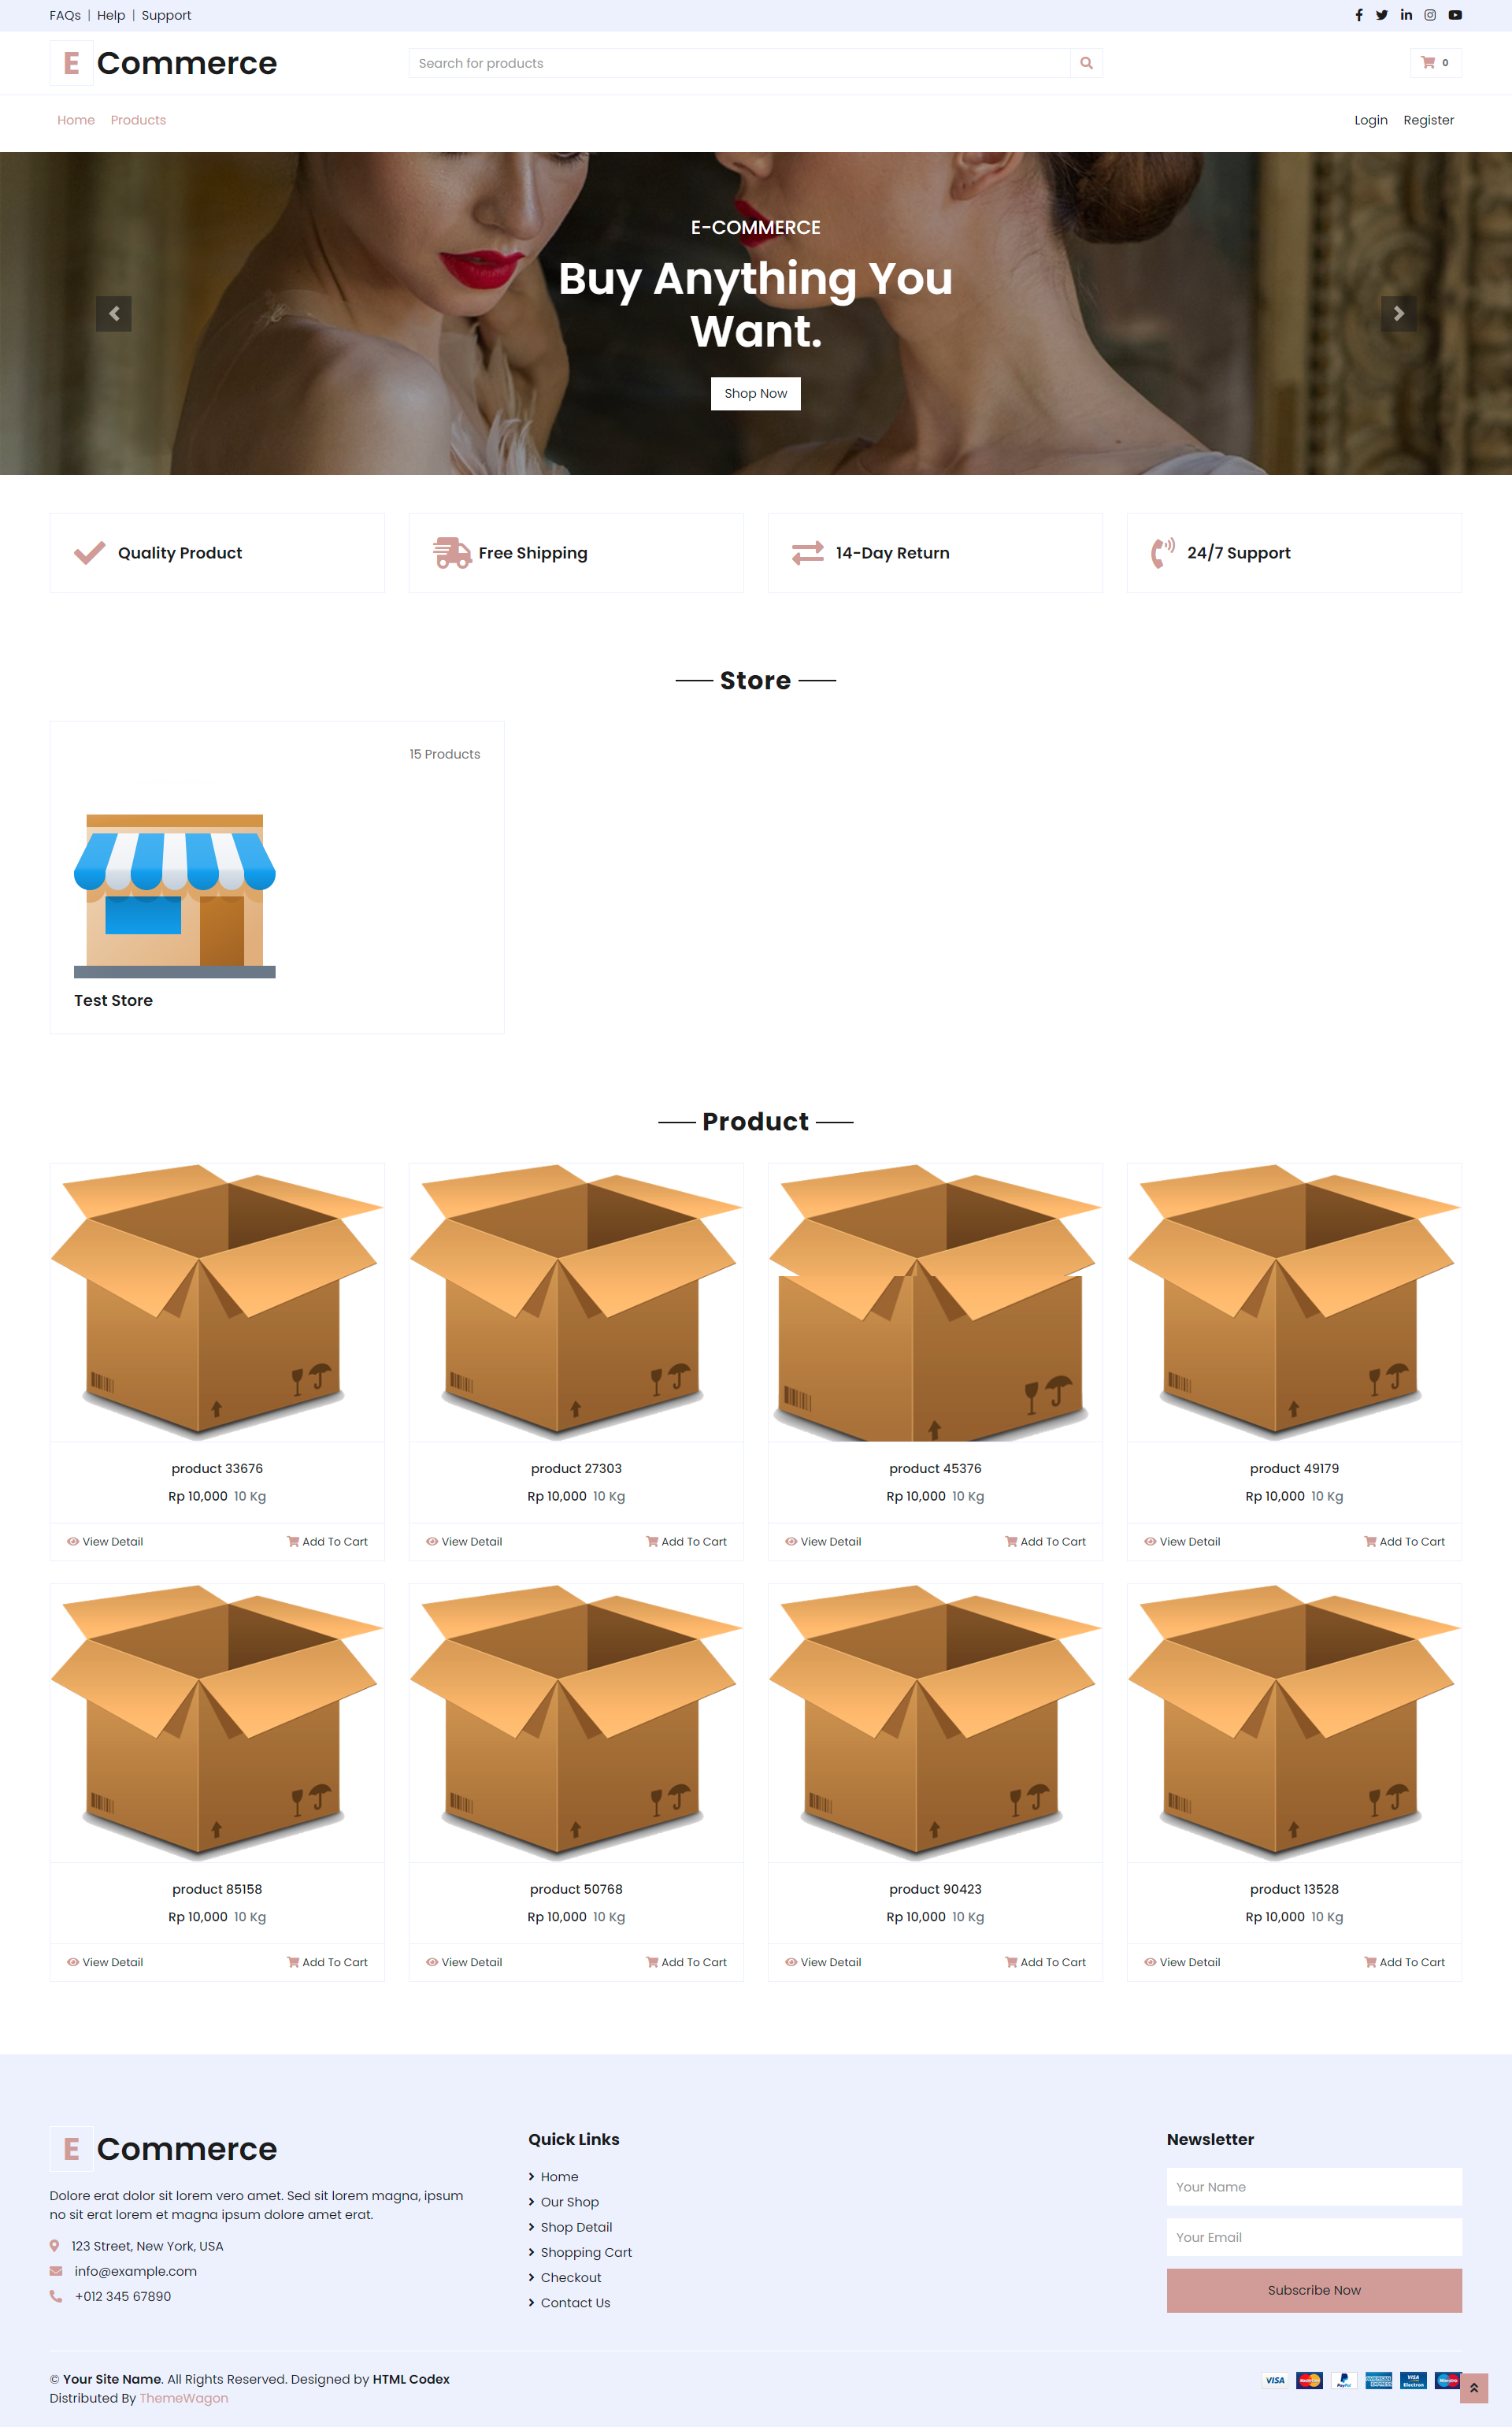 FAQs | Help | Support
E Commerce
Search for products
0
Home Products
Login Register
E-COMMERCE
Buy Anything You
Want.
Shop Now
Quality Product
Free Shipping
14-Day Return
24/7 Support
Store
15 Products
Test Store
Product
product 33676
Rp 10,000 10 Kg
View Detail Add To Cart
product 27303
Rp 10,000 10 Kg
View Detail Add To Cart
product 45376
Rp 10,000 10 Kg
View Detail Add To Cart
product 49179
Rp 10,000 10 Kg
View Detail Add To Cart
product 85158
Rp 10,000 10 Kg
View Detail Add To Cart
product 50768
Rp 10,000 10 Kg
View Detail Add To Cart
product 90423
Rp 10,000 10 Kg
View Detail Add To Cart
product 13528
Rp 10,000 10 Kg
View Detail Add To Cart
E Commerce
Dolore erat dolor sit lorem vero amet. Sed sit lorem magna, ipsum
no sit erat lorem et magna ipsum dolore amet erat.
123 Street, New York, USA
info@example.com
+012 345 67890
Quick Links
Home
Our Shop
Shop Detail
Shopping Cart
Checkout
Contact Us
Newsletter
Your Name
Your Email
Subscribe Now
© Your Site Name. All Rights Reserved. Designed by HTML Codex
Distributed By ThemeWagon
VISA
MasterCard
PayPal
AMERICAN EXPRESS
VISA Electron
Maestro